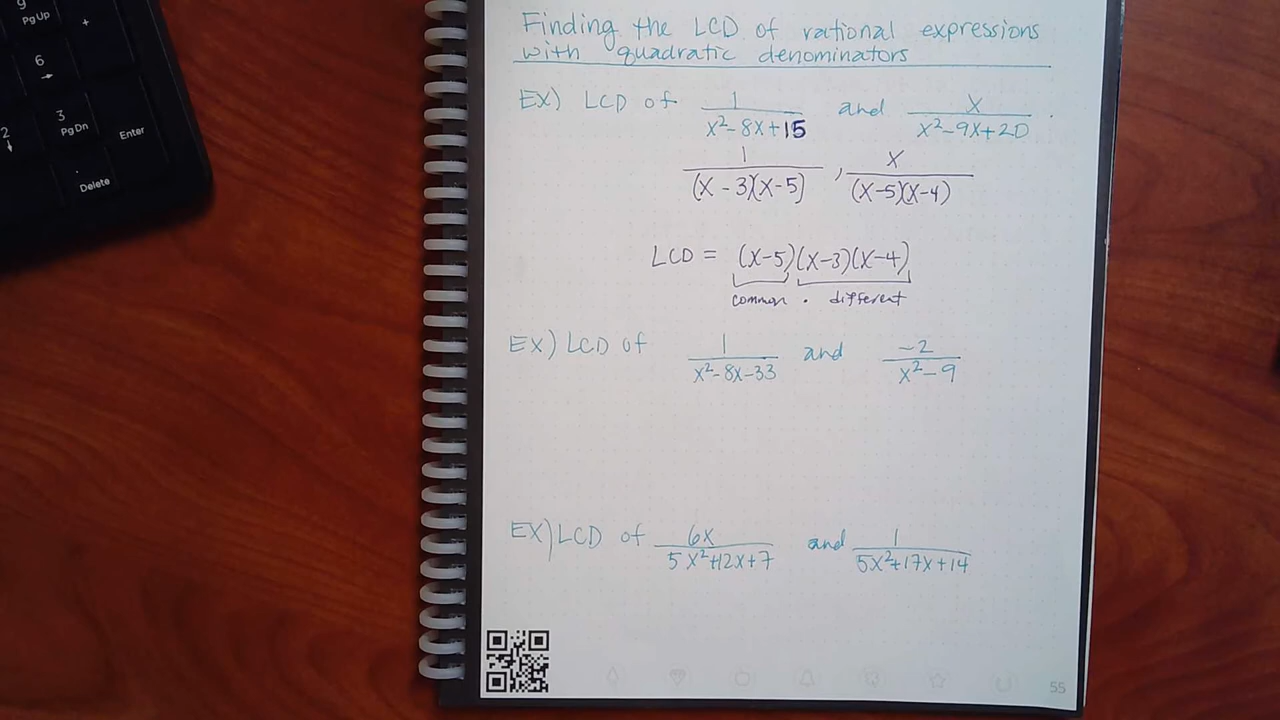 9
PgUp
+
6
→
3
PgDn
2
↓
Enter
.
Delete
Finding the LCD of rational expressions
with quadratic denominators
EX) LCD of 1/(x²-8x+15) and x/(x²-9x+20).
1/((x-3)(x-5)), x/((x-5)(x-4))
LCD = (x-5)(x-3)(x-4)
common · different
EX) LCD of 1/(x²-8x-33) and -2/(x²-9)
EX) LCD of 6x/(5x²+12x+7) and 1/(5x²+17x+14)
55